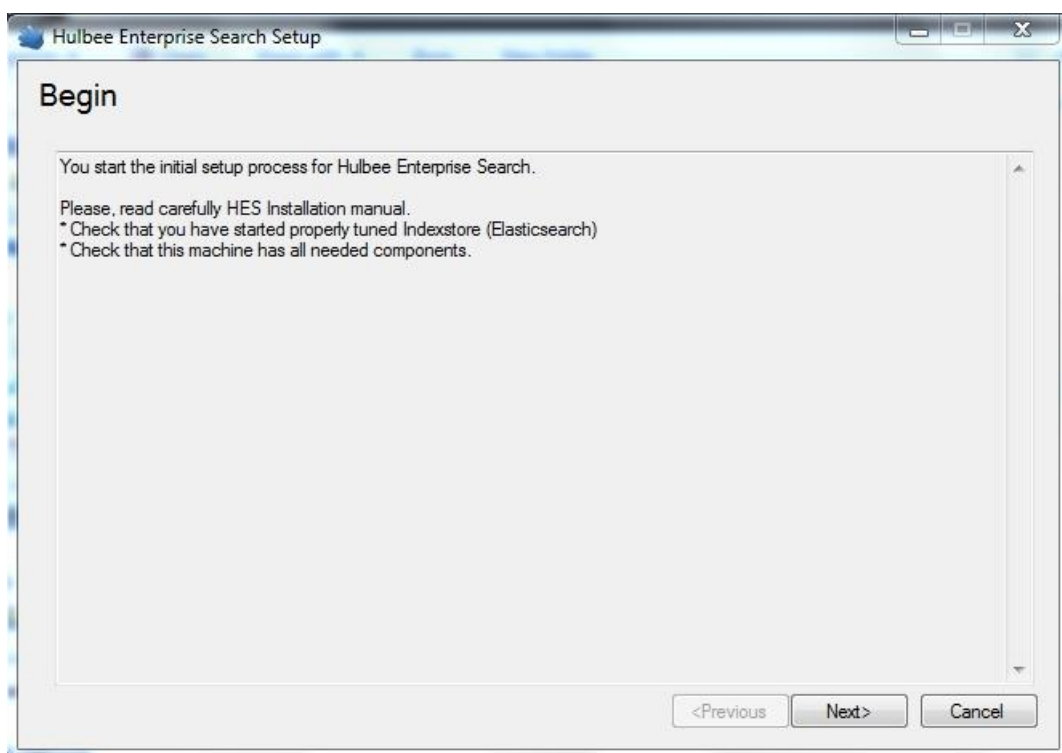 Hulbee Enterprise Search Setup
Begin
You start the initial setup process for Hulbee Enterprise Search.
Please, read carefully HES Installation manual.
* Check that you have started properly tuned Indexstore (Elasticsearch)
* Check that this machine has all needed components.
<Previous Next> Cancel